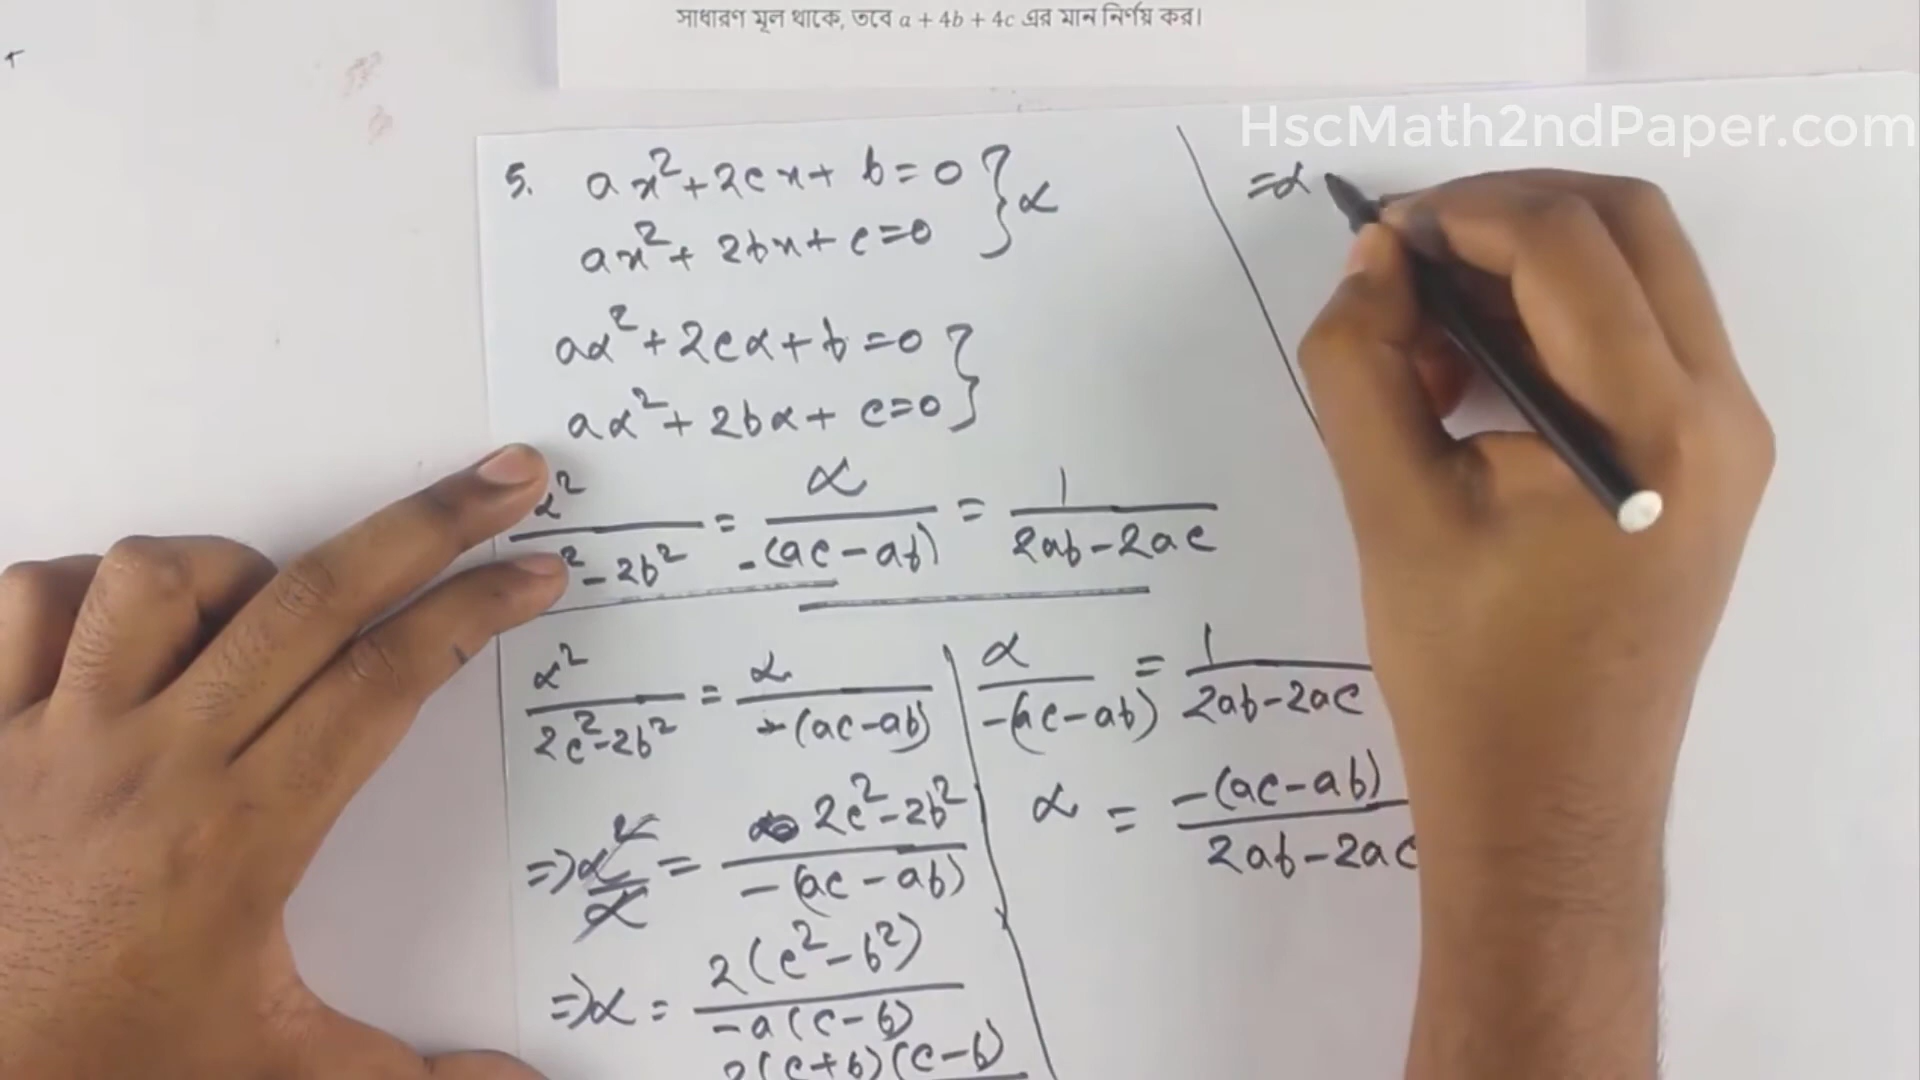 সাধারণ মূল থাকে, তবে a + 4b + 4c এর মান নির্ণয় কর।
HscMath2ndPaper.com
5. ax²+2cx+ b=0 } α
ax²+ 2bx+ c=0
aα²+2cα+b=0 }
aα²+2bα+ c=0
α² = α/-(ac-ab) = 1/2ab-2ac
²-2b²
α²/2c²-2b² = α/-(ac-ab)
⇒ α²/α = 2c²-2b²/-(ac-ab)
⇒ α = 2(c²-b²)/-a(c-b)
2(c+b)(c-b)
α/-(ac-ab) = 1/2ab-2ac
α = -(ac-ab)/2ab-2ac
=α